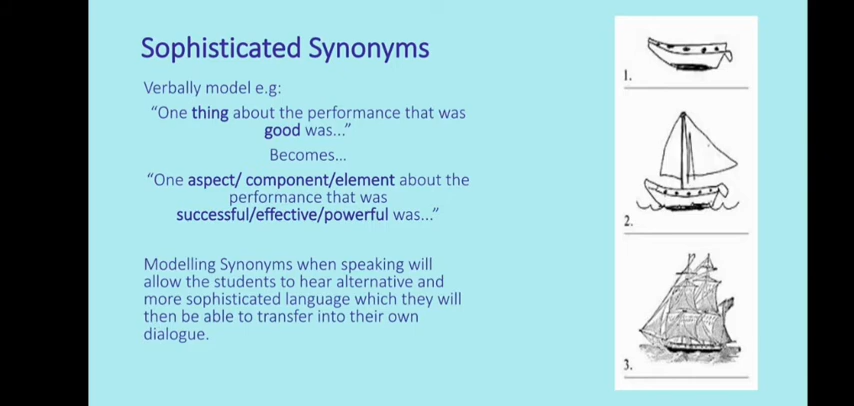 Sophisticated Synonyms
Verbally model e.g:
“One thing about the performance that was
good was...”
Becomes...
“One aspect/ component/element about the
performance that was
successful/effective/powerful was...”
Modelling Synonyms when speaking will
allow the students to hear alternative and
more sophisticated language which they will
then be able to transfer into their own
dialogue.
1.
2.
3.